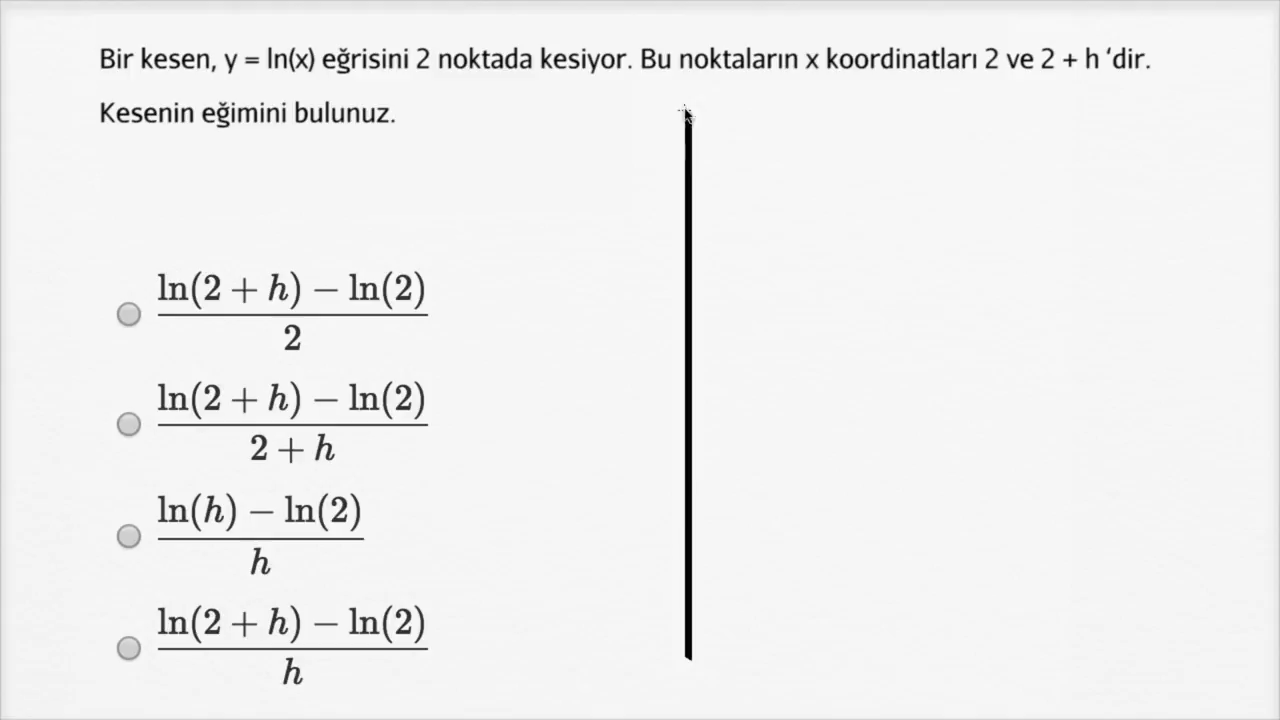 Bir kesen, y = ln(x) eğrisini 2 noktada kesiyor. Bu noktaların x koordinatları 2 ve 2 + h ‘dir.
Kesenin eğimini bulunuz.
ln(2 + h) − ln(2)
2
ln(2 + h) − ln(2)
2 + h
ln(h) − ln(2)
h
ln(2 + h) − ln(2)
h